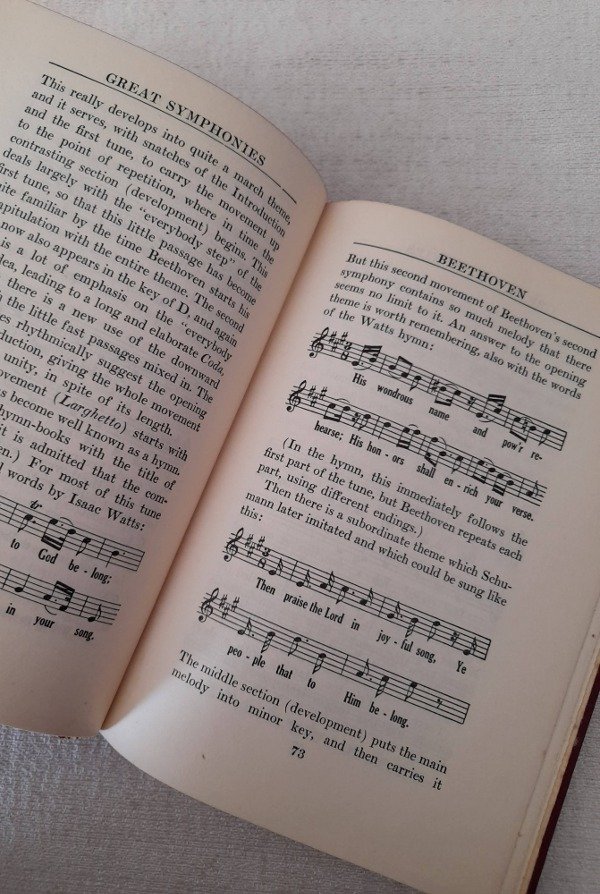 GREAT SYMPHONIES
This really develops into quite a march theme,
and it serves, with snatches of the Introduction
and the first tune, to carry the movement up
to the point of repetition, where in time the
contrasting section (development) begins. This
deals largely with the "everybody step" of the
first tune, so that this little passage has become
quite familiar by the time Beethoven starts his
capitulation with the entire theme. The second
now also appears in the key of D, and again
is a lot of emphasis on the "everybody
idea, leading to a long and elaborate Coda,
there is a new use of the downward
the little fast passages mixed in. The
rhythmically suggest the opening
duction, giving the whole movement
unity, in spite of its length.
ovement (Larghetto) starts with
s become well known as a hymn,
hymn-books with the title of
it is admitted that the com-
en.) For most of this tune
words by Isaac Watts:
tr
to God be - long;
in your song,
BEETHOVEN
But this second movement of Beethoven's second
symphony contains so much melody that there
seems no limit to it. An answer to the opening
theme is worth remembering, also with the words
of the Watts hymn:
His wondrous name and pow'r re-
hearse; His hon - ors shall en - rich your verse.
(In the hymn, this immediately follows the
first part of the tune, but Beethoven repeats each
part, using different endings.)
Then there is a subordinate theme which Schu-
mann later imitated and which could be sung like
this:
Then praise the Lord in joy - ful song, Ye
peo - ple that to Him be - long.
The middle section (development) puts the main
melody into minor key, and then carries it
73